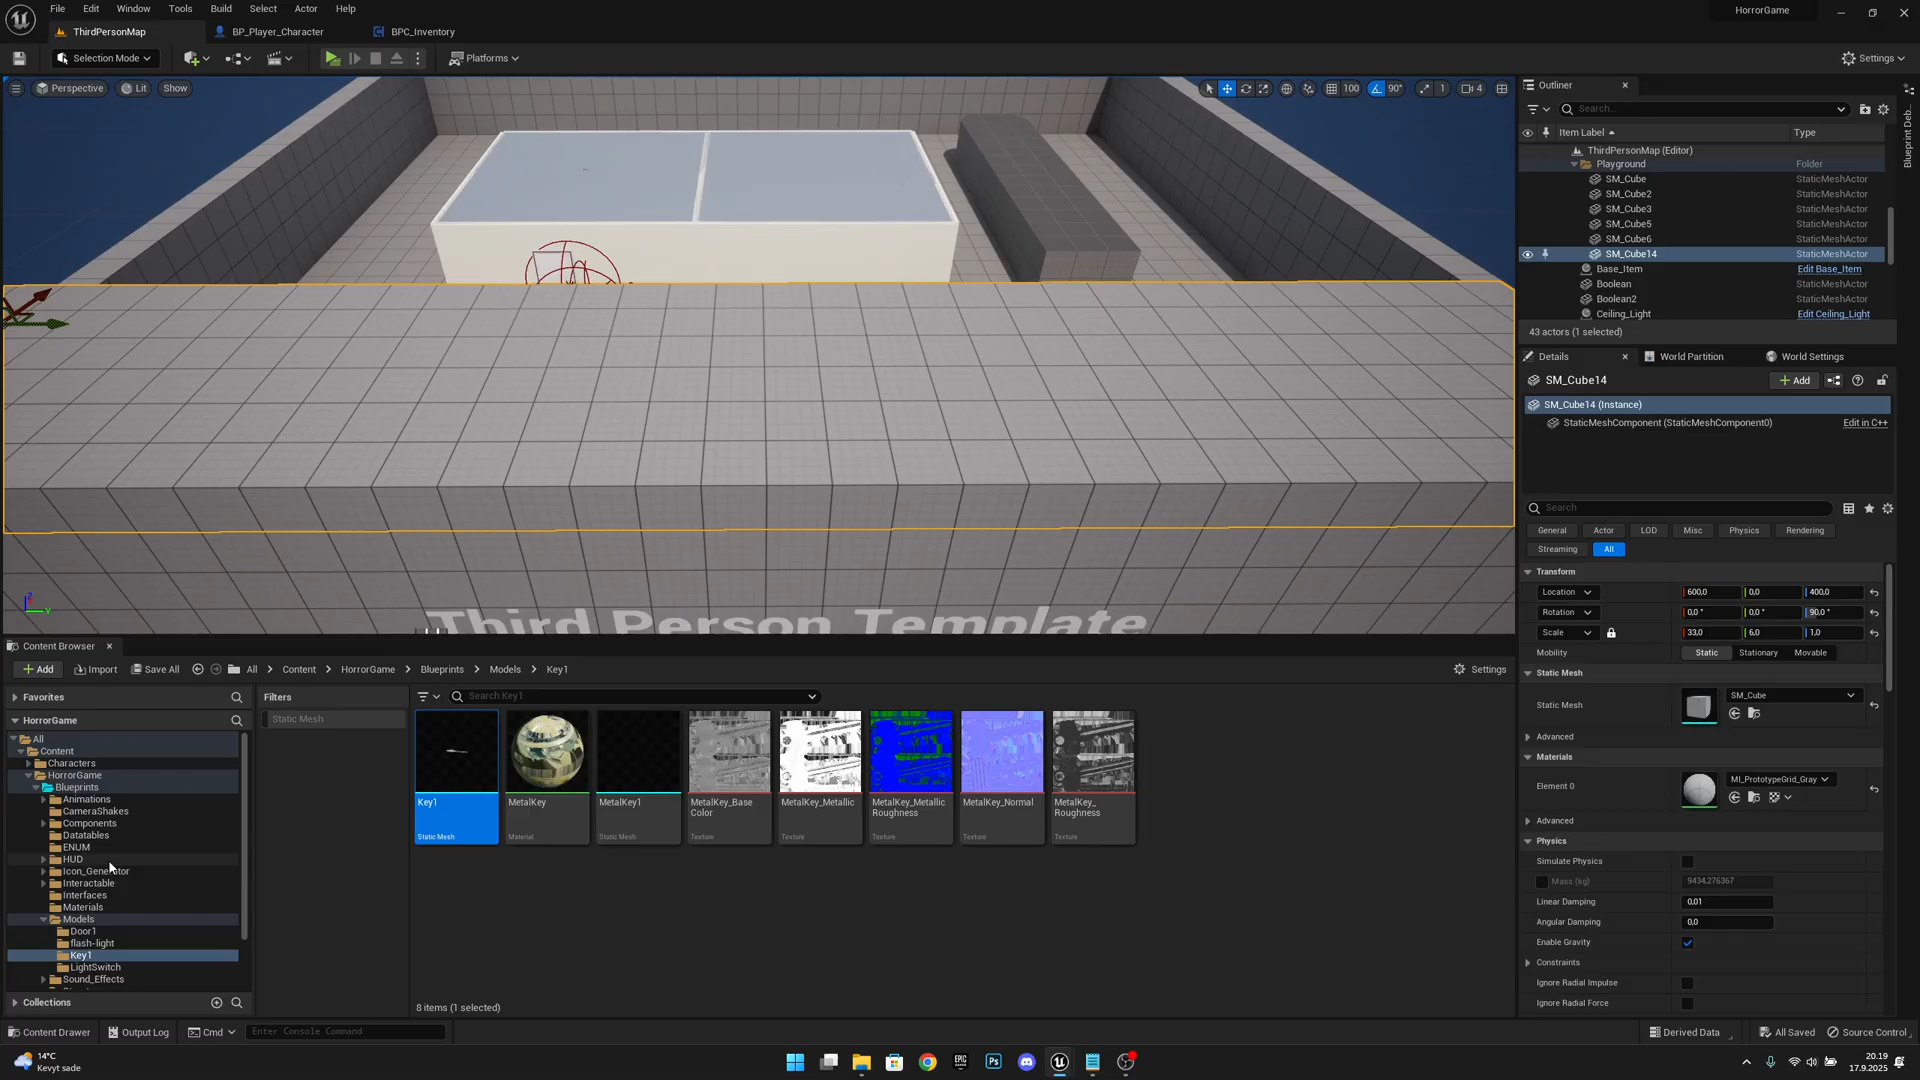 File Edit Window Tools Build Select Actor Help
HorrorGame
ThirdPersonMap
BP_Player_Character
BPC_Inventory
Selection Mode
Platforms
Settings
Perspective
Lit
Show
100
90°
1
4
Third Person Template
Outliner
Search...
Item Label
Type
ThirdPersonMap (Editor)
Playground Folder
SM_Cube StaticMeshActor
SM_Cube2 StaticMeshActor
SM_Cube3 StaticMeshActor
SM_Cube5 StaticMeshActor
SM_Cube6 StaticMeshActor
SM_Cube14 StaticMeshActor
Base_Item Edit Base_Item
Boolean StaticMeshActor
Boolean2 StaticMeshActor
Ceiling_Light Edit Ceiling_Light
43 actors (1 selected)
Blueprint Deb...
Details
World Partition
World Settings
SM_Cube14
Add
SM_Cube14 (Instance)
StaticMeshComponent (StaticMeshComponent0) Edit in C++
Search
General Actor LOD Misc Physics Rendering
Streaming All
Transform
Location 600,0 0,0 400,0
Rotation 0,0 ° 0,0 ° 90,0 °
Scale 33,0 6,0 1,0
Mobility Static Stationary Movable
Static Mesh
Static Mesh SM_Cube
Advanced
Materials
Element 0 MI_PrototypeGrid_Gray
Advanced
Physics
Simulate Physics
Mass (kg) 9434,276367
Linear Damping 0,01
Angular Damping 0,0
Enable Gravity
Constraints
Ignore Radial Impulse
Ignore Radial Force
Content Browser
Add Import Save All All Content HorrorGame Blueprints Models Key1
Settings
Favorites
HorrorGame
All
Content
Characters
HorrorGame
Blueprints
Animations
CameraShakes
Components
Datatables
ENUM
HUD
Icon_Generator
Interactable
Interfaces
Materials
Models
Door1
flash-light
Key1
LightSwitch
Sound_Effects
Collections
Filters
Static Mesh
Search Key1
Key1
Static Mesh
MetalKey
Material
MetalKey1
Static Mesh
MetalKey_Base
Color
Texture
MetalKey_Metallic
Texture
MetalKey_Metallic
Roughness
Texture
MetalKey_Normal
Texture
MetalKey_
Roughness
Texture
8 items (1 selected)
Content Drawer
Output Log
Cmd
Enter Console Command
Derived Data
All Saved
Source Control
14°C
Kevyt sade
EPIC
GAMES
Ps
20.19
17.9.2025